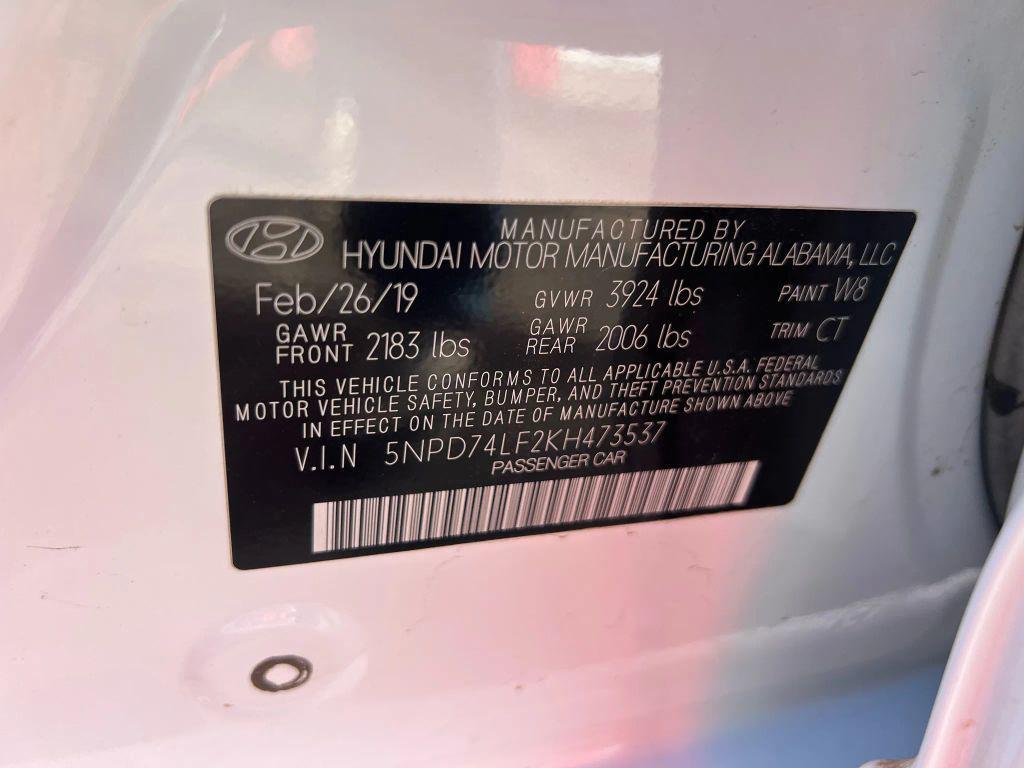 MANUFACTURED BY
HYUNDAI MOTOR MANUFACTURING ALABAMA, LLC
Feb/26/19 GVWR 3924 lbs PAINT W8
GAWR FRONT 2183 lbs GAWR REAR 2006 lbs TRIM CT
THIS VEHICLE CONFORMS TO ALL APPLICABLE U.S.A. FEDERAL
MOTOR VEHICLE SAFETY, BUMPER, AND THEFT PREVENTION STANDARDS
IN EFFECT ON THE DATE OF MANUFACTURE SHOWN ABOVE
V.I.N 5NPD74LF2KH473537
PASSENGER CAR